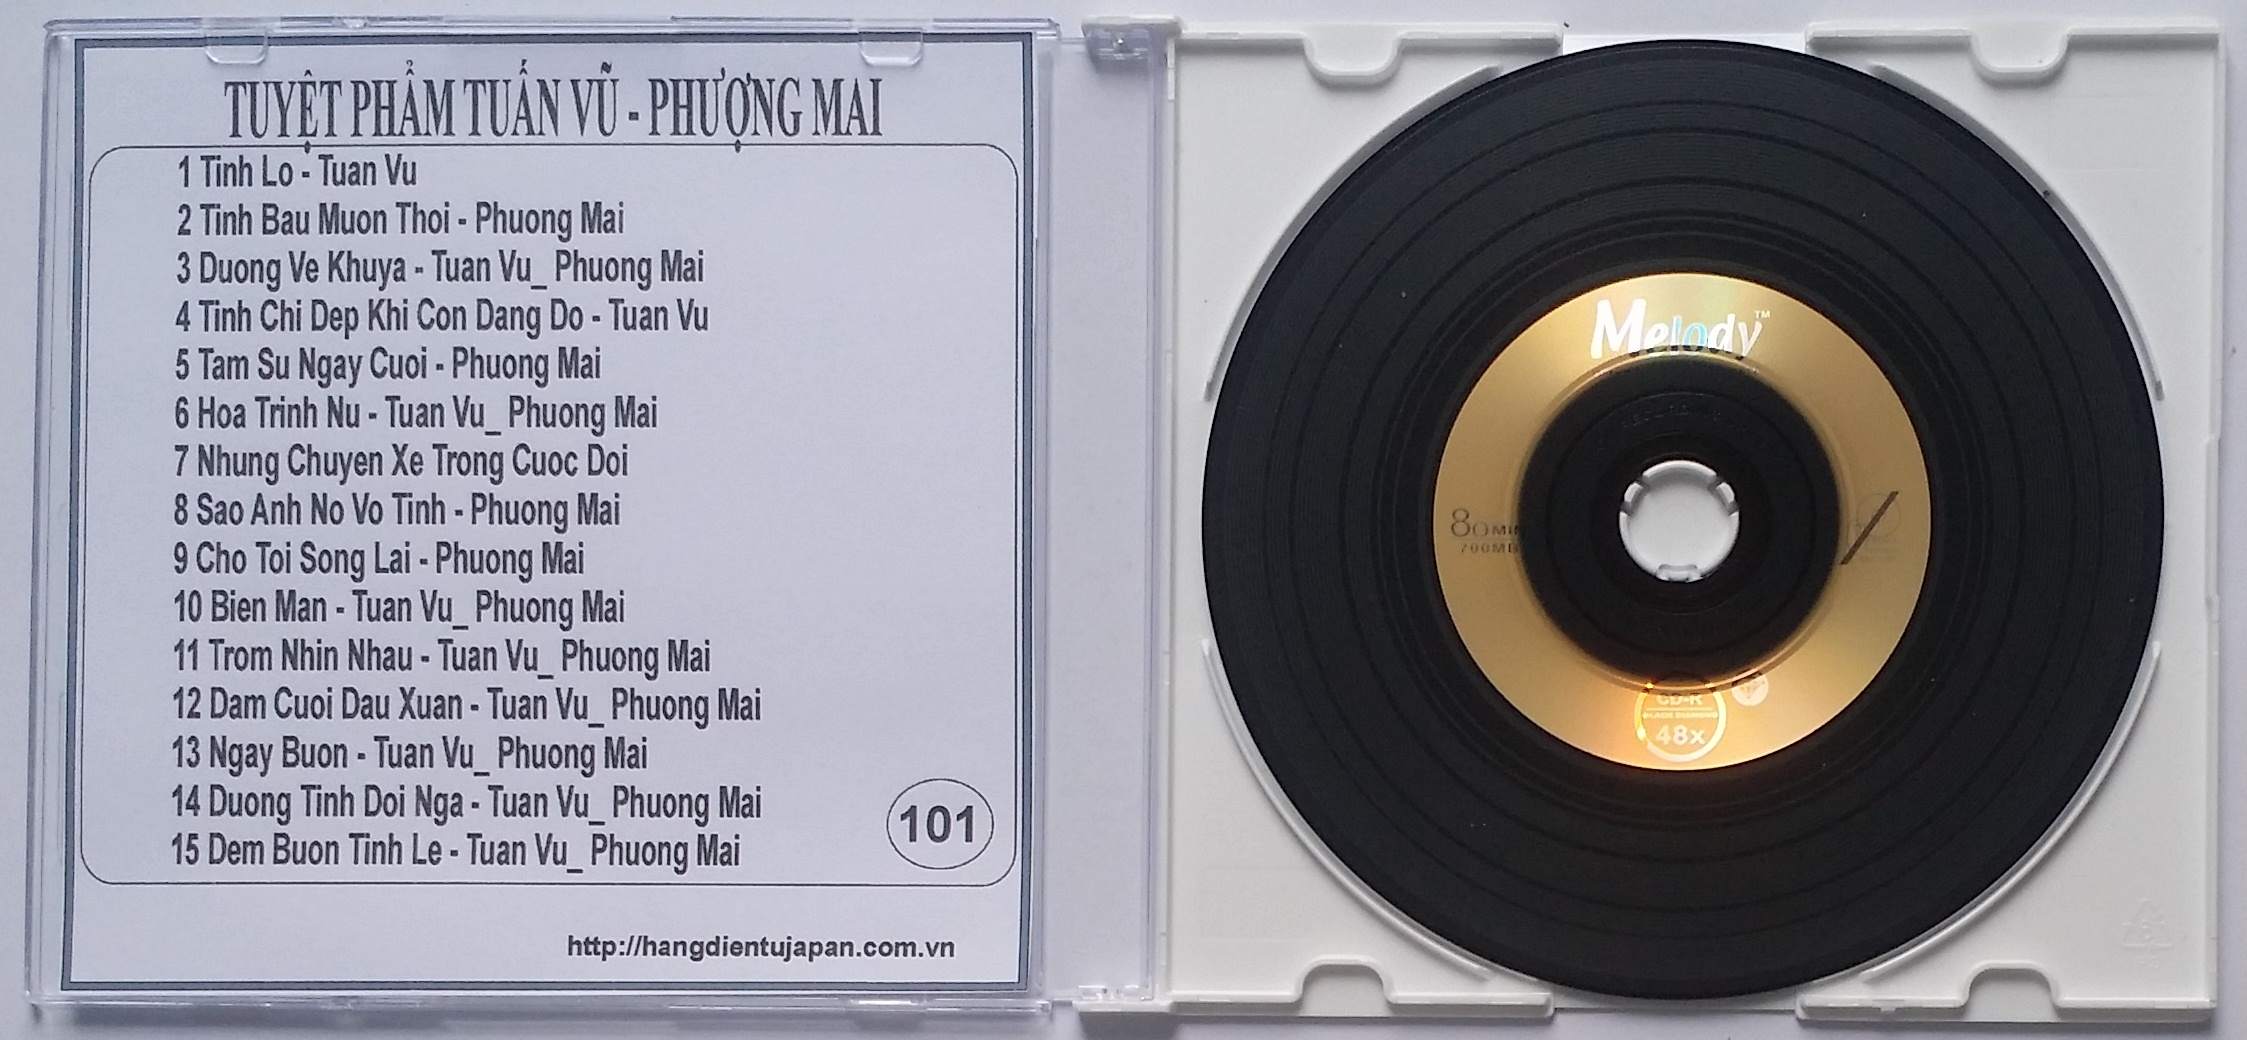 TUYỆT PHẨM TUẤN VŨ - PHƯỢNG MAI
1 Tinh Lo - Tuan Vu
2 Tinh Bau Muon Thoi - Phuong Mai
3 Duong Ve Khuya - Tuan Vu_ Phuong Mai
4 Tinh Chi Dep Khi Con Dang Do - Tuan Vu
5 Tam Su Ngay Cuoi - Phuong Mai
6 Hoa Trinh Nu - Tuan Vu_ Phuong Mai
7 Nhung Chuyen Xe Trong Cuoc Doi
8 Sao Anh No Vo Tinh - Phuong Mai
9 Cho Toi Song Lai - Phuong Mai
10 Bien Man - Tuan Vu_ Phuong Mai
11 Trom Nhin Nhau - Tuan Vu_ Phuong Mai
12 Dam Cuoi Dau Xuan - Tuan Vu_ Phuong Mai
13 Ngay Buon - Tuan Vu_ Phuong Mai
14 Duong Tinh Doi Nga - Tuan Vu_ Phuong Mai
15 Dem Buon Tinh Le - Tuan Vu_ Phuong Mai
101
http://hangdientujapan.com.vn
Melody™
80 MIN
700MB
CD-R
BLACK DIAMOND
48x